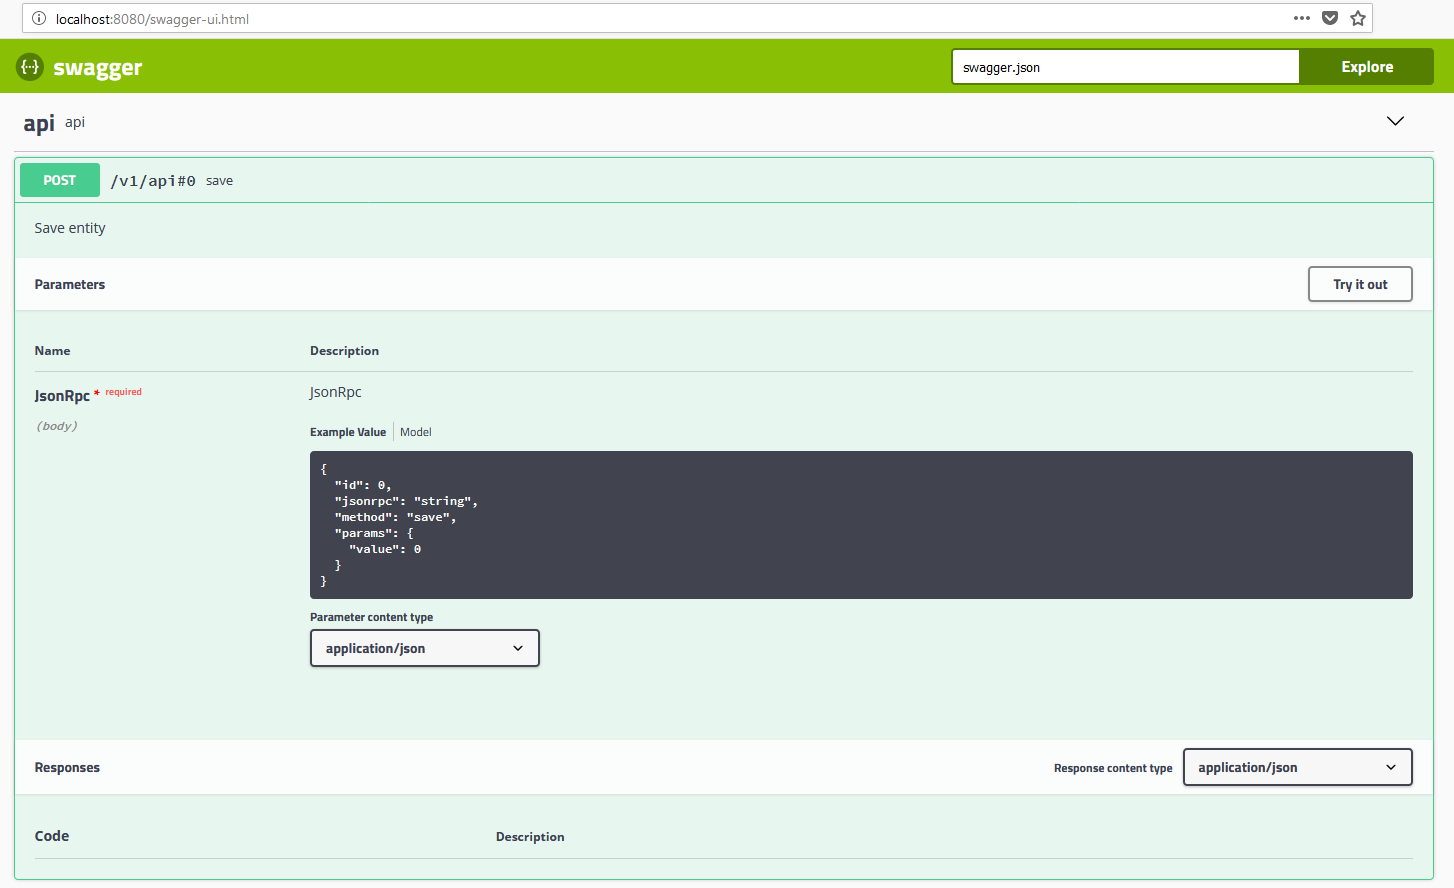 localhost:8080/swagger-ui.html
{··} swagger
swagger.json
Explore
api api
POST /v1/api#0 save
Save entity
Parameters
Try it out
Name Description
JsonRpc * required
JsonRpc
(body)
Example Value Model
{
  "id": 0,
  "jsonrpc": "string",
  "method": "save",
  "params": {
    "value": 0
  }
}
Parameter content type
application/json
Responses
Response content type application/json
Code Description